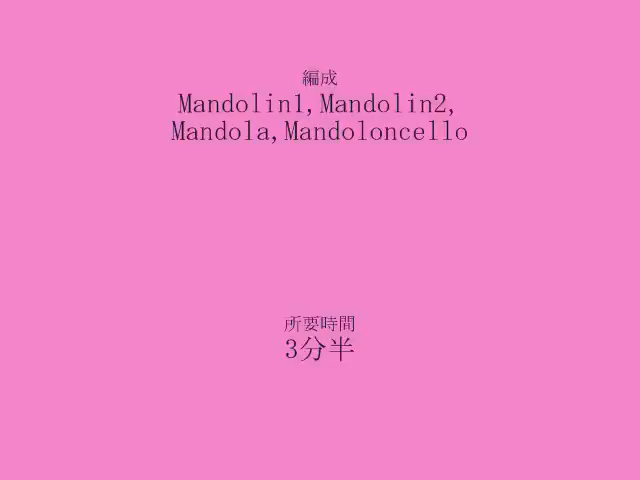 編成
Mandolin1,Mandolin2,
Mandola,Mandoloncello
所要時間
3分半